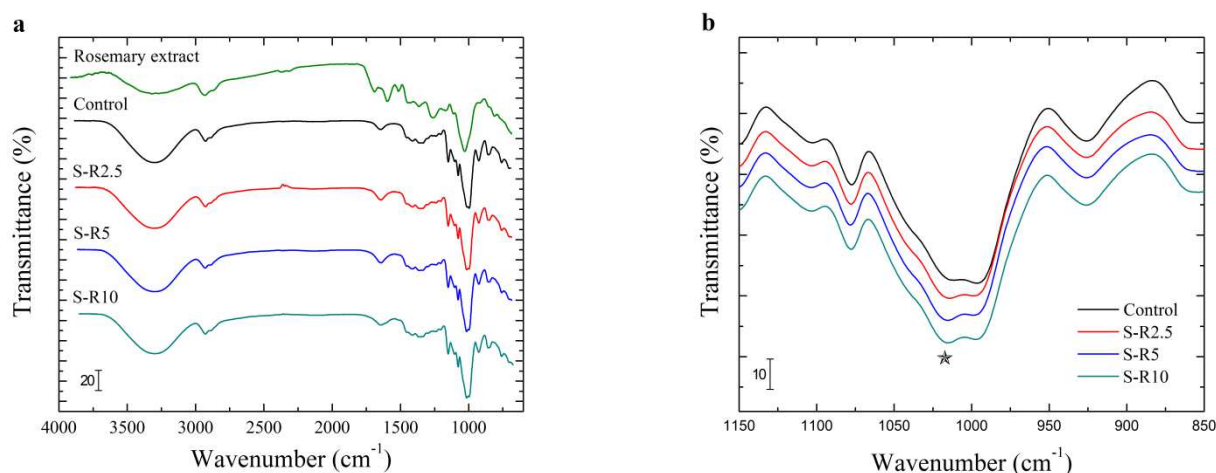 a
Rosemary extract
Control
S-R2.5
S-R5
S-R10
20
Transmittance (%)
4000 3500 3000 2500 2000 1500 1000
Wavenumber (cm⁻¹)
b
Control
S-R2.5
S-R5
S-R10
10
Transmittance (%)
1150 1100 1050 1000 950 900 850
Wavenumber (cm⁻¹)